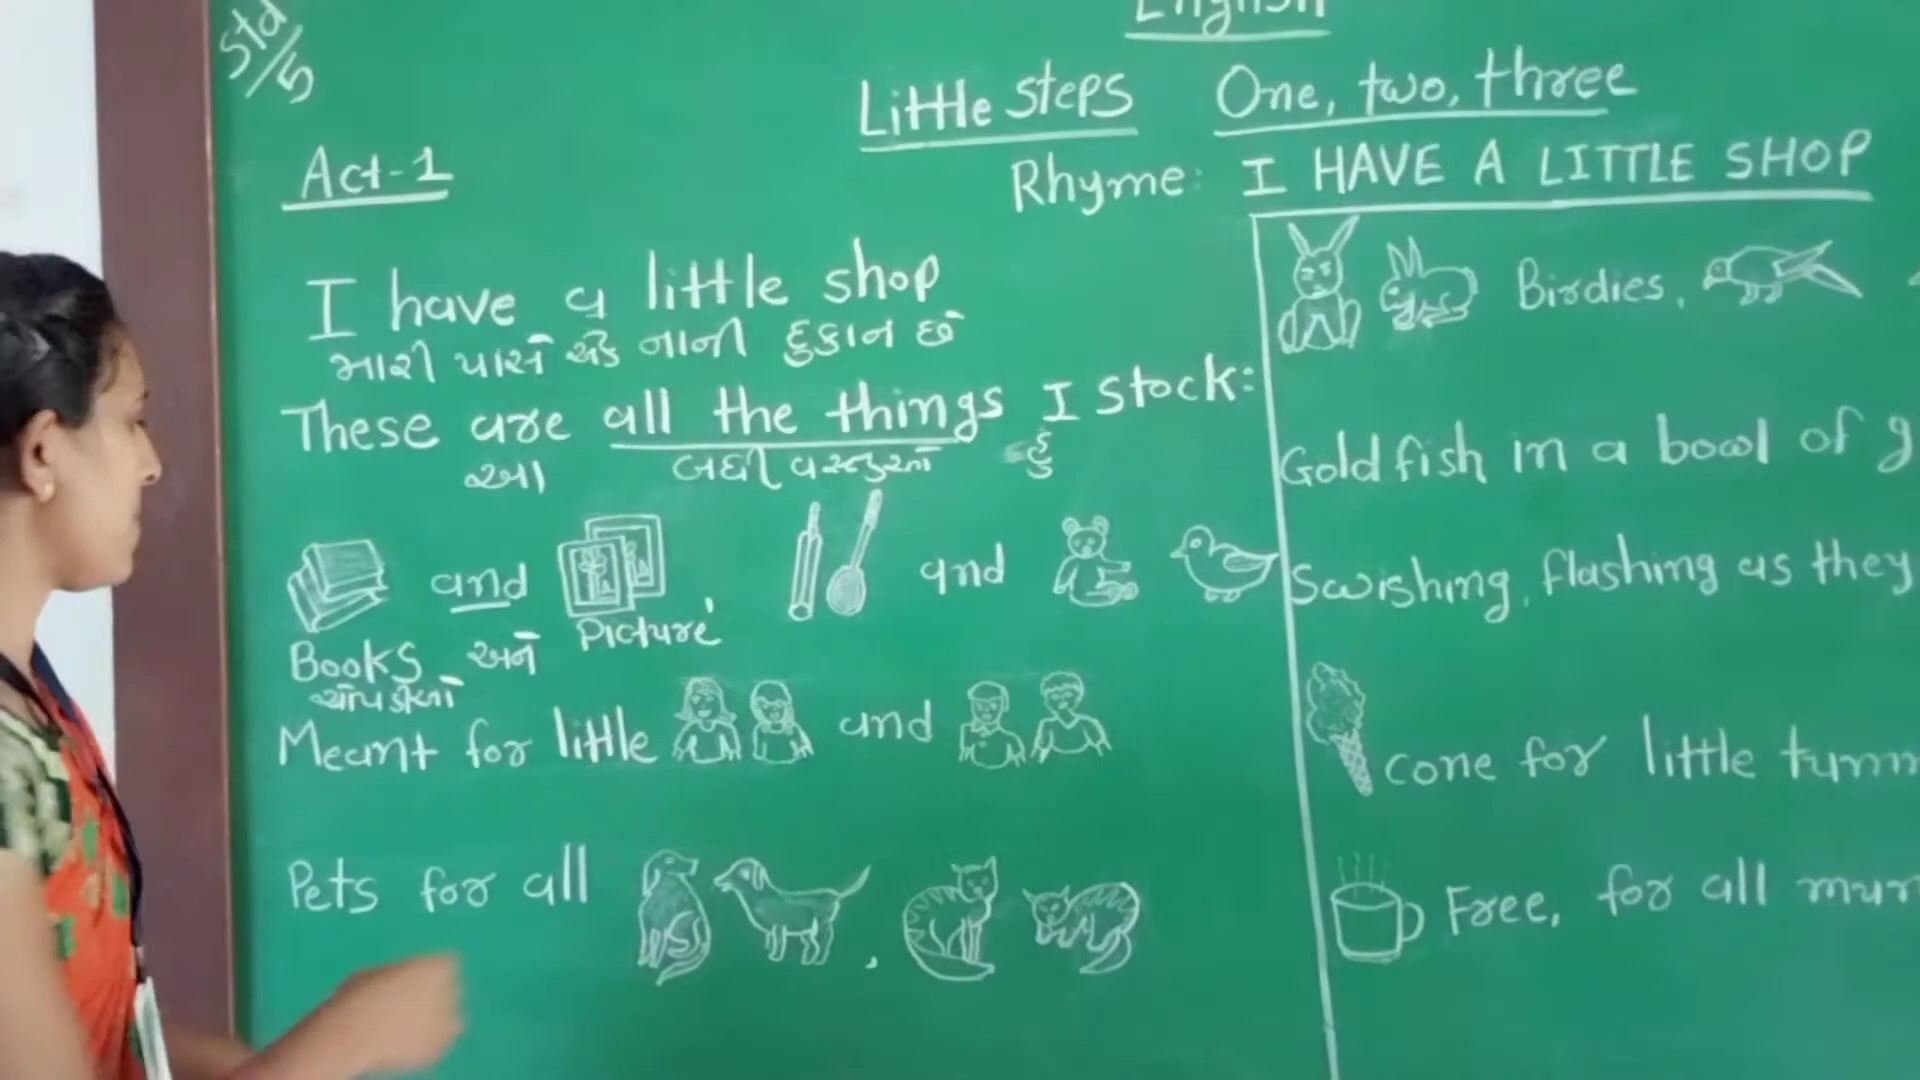 Std/5
English
Little steps One, two, three
Act-1
Rhyme: I HAVE A LITTLE SHOP
I have a little shop
મારી પાસે એક નાની દુકાન છે
These are all the things I stock:
આ બધી વસ્તુઓ હું
and and
Books અને Picture
ચોપડીઓ
Meant for little and
Pets for all ,
Birdies,
Gold fish in a bowl of g
Swishing, flashing as they
cone for little tumm
Free, for all mum